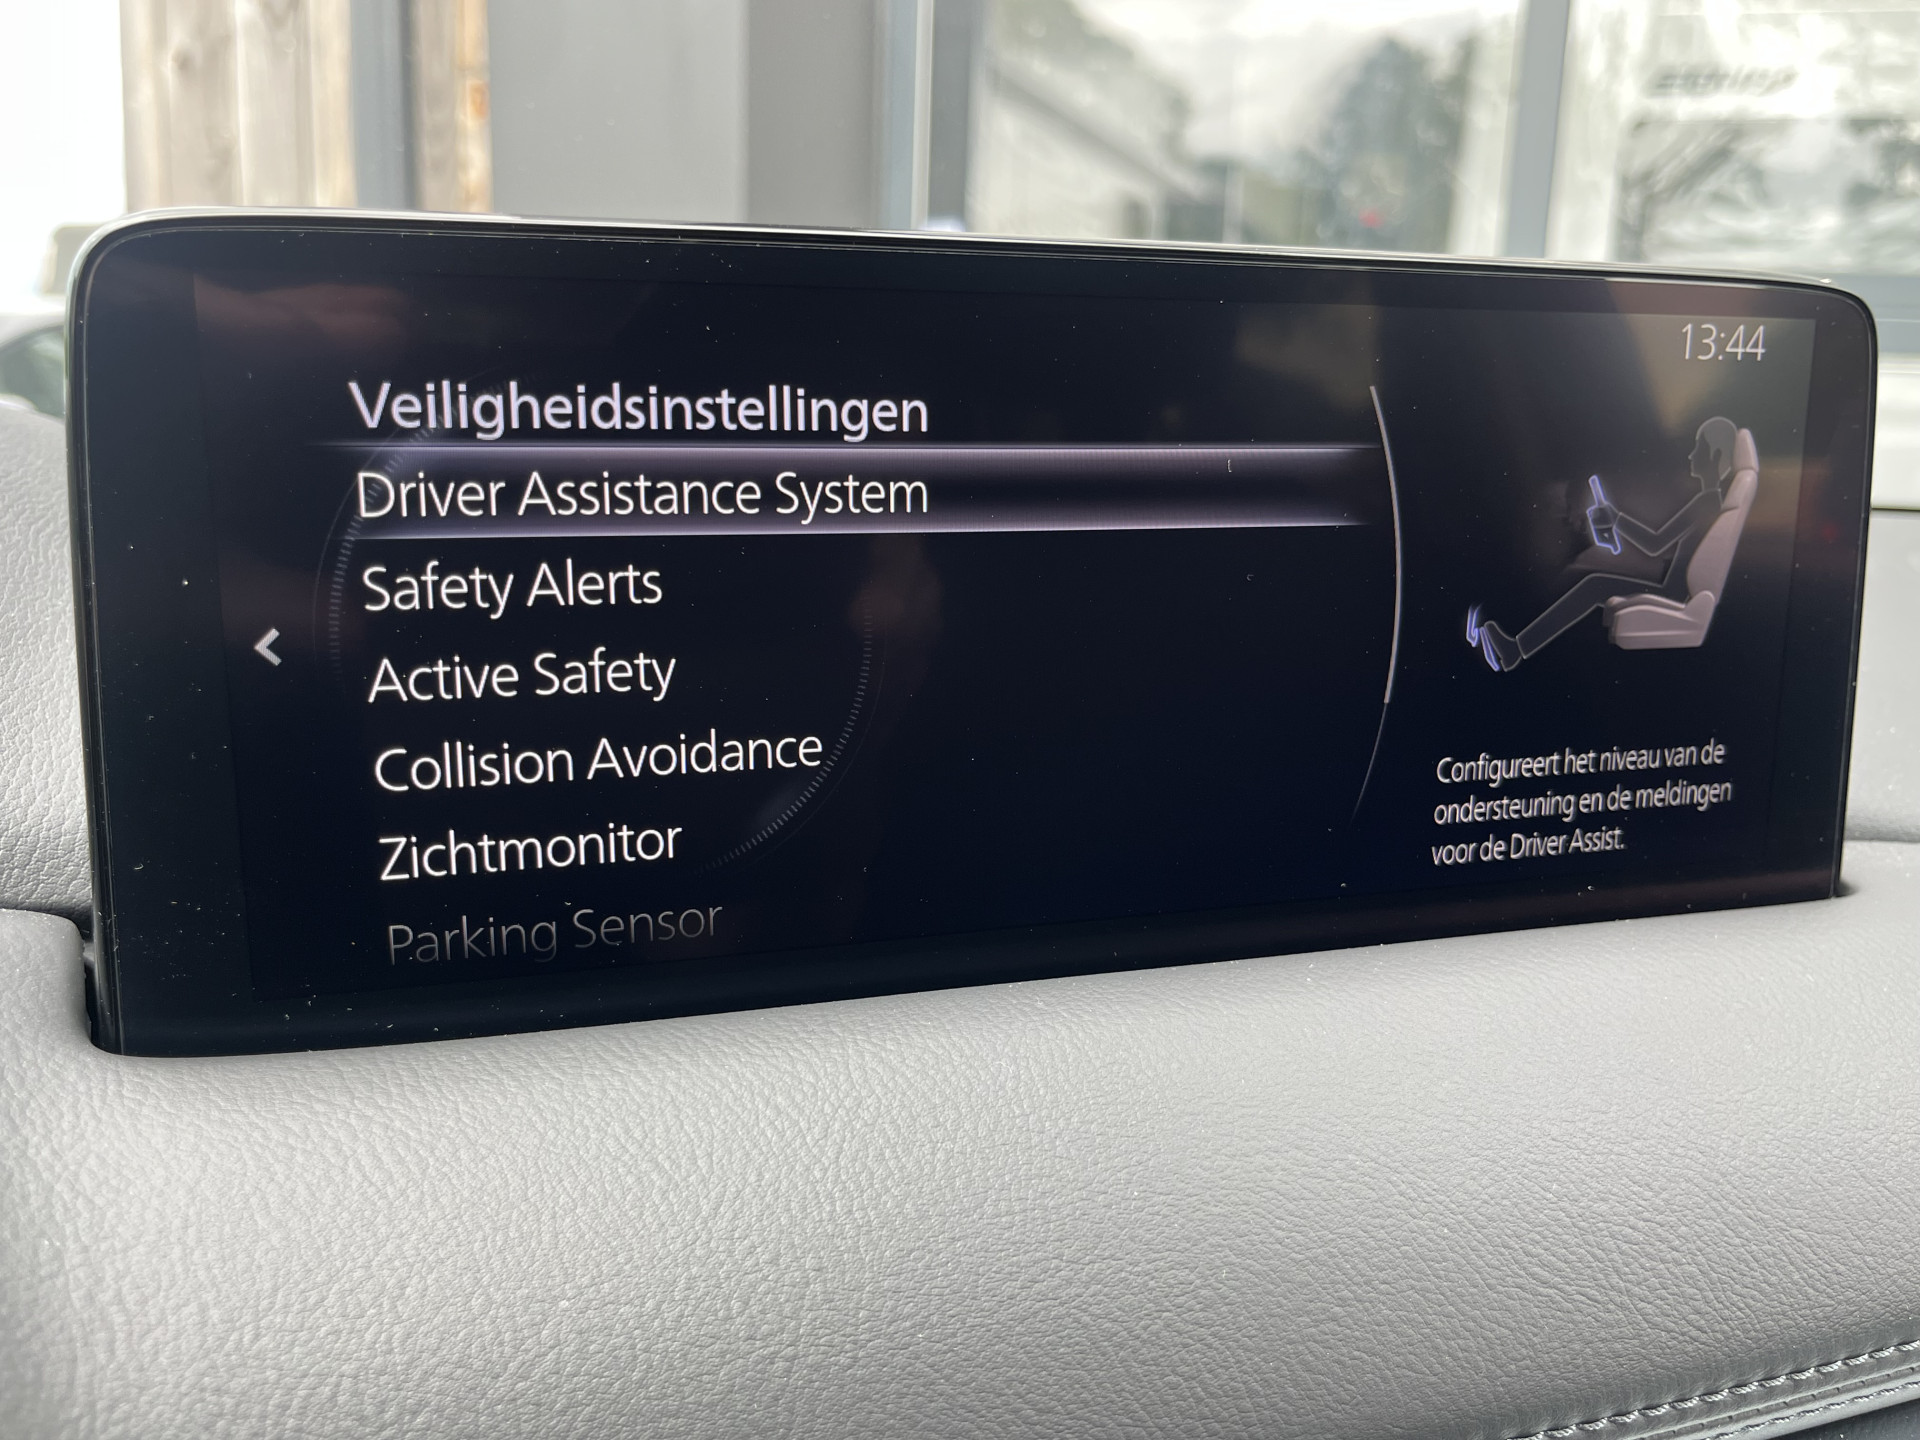 13:44
Veiligheidsinstellingen
Driver Assistance System
Safety Alerts
Active Safety
Collision Avoidance
Zichtmonitor
Parking Sensor
Configureert het niveau van de
ondersteuning en de meldingen
voor de Driver Assist.